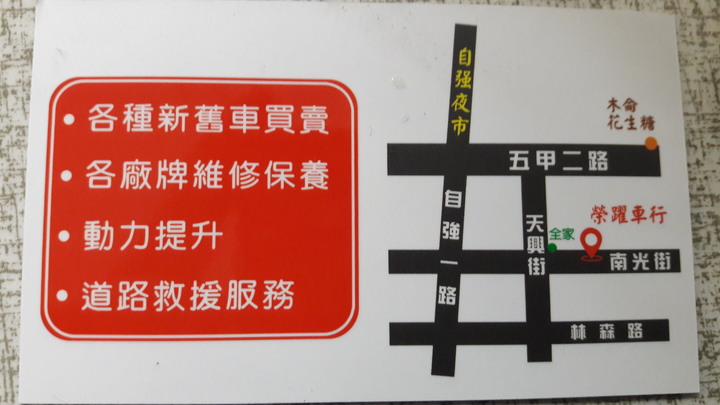 • 各種新舊車買賣
• 各廠牌維修保養
• 動力提升
• 道路救援服務
自強夜市
木侖
花生糖
五甲二路
自強一路
天興街
全家
榮躍車行
南光街
林森路